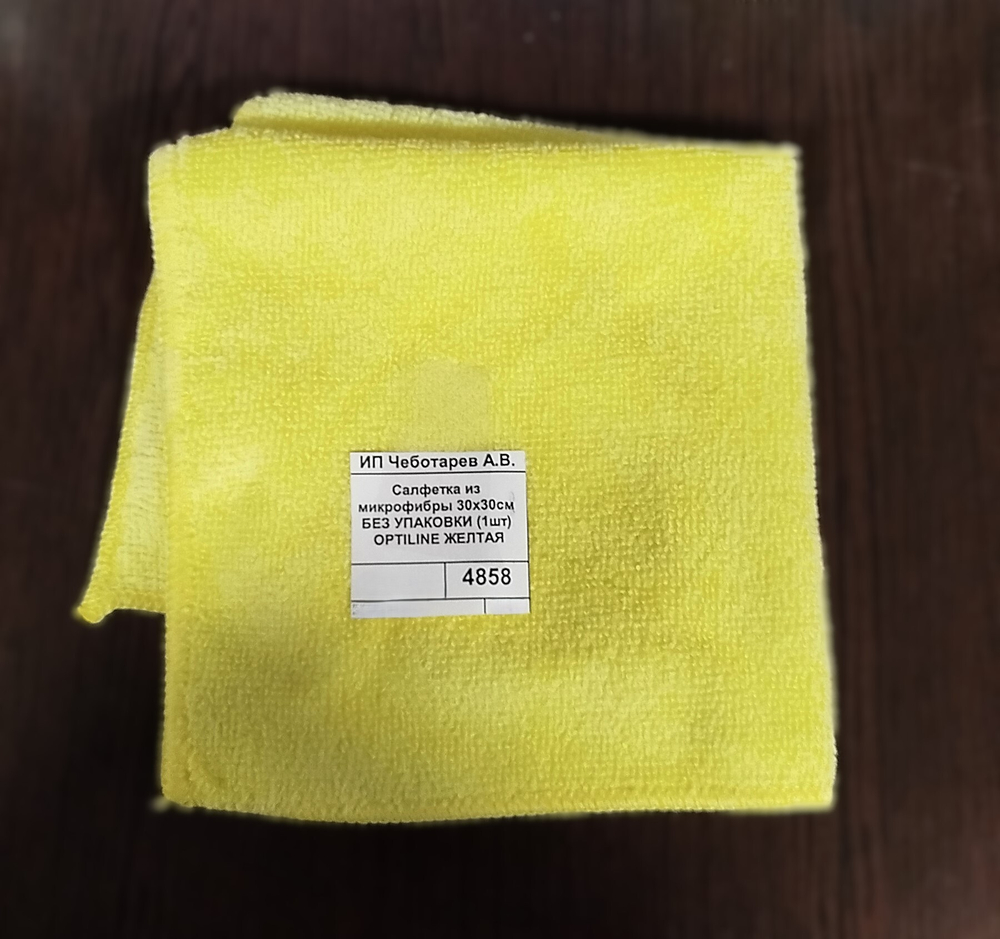 ИП Чеботарев А.В.
Салфетка из
микрофибры 30х30см
БЕЗ УПАКОВКИ (1шт)
OPTILINE ЖЕЛТАЯ
4858